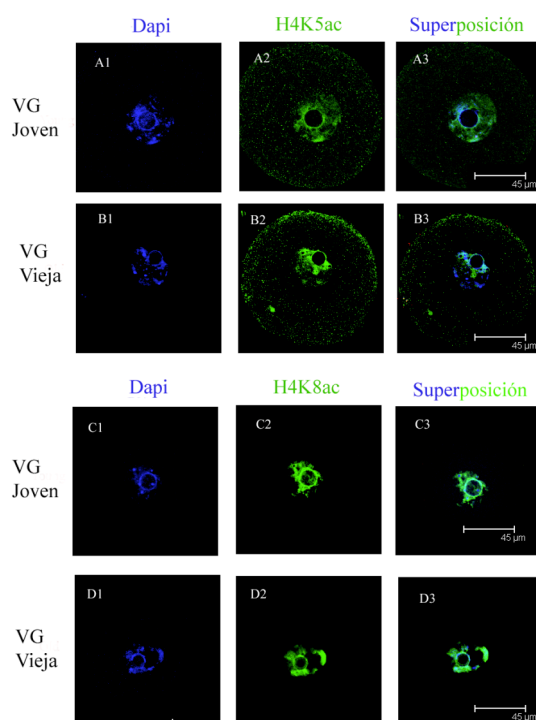 Dapi H4K5ac Superposición
VG
Joven
A1 A2 A3
45 µm
VG
Vieja
B1 B2 B3
45 µm
Dapi H4K8ac Superposición
VG
Joven
C1 C2 C3
45 µm
VG
Vieja
D1 D2 D3
45 µm